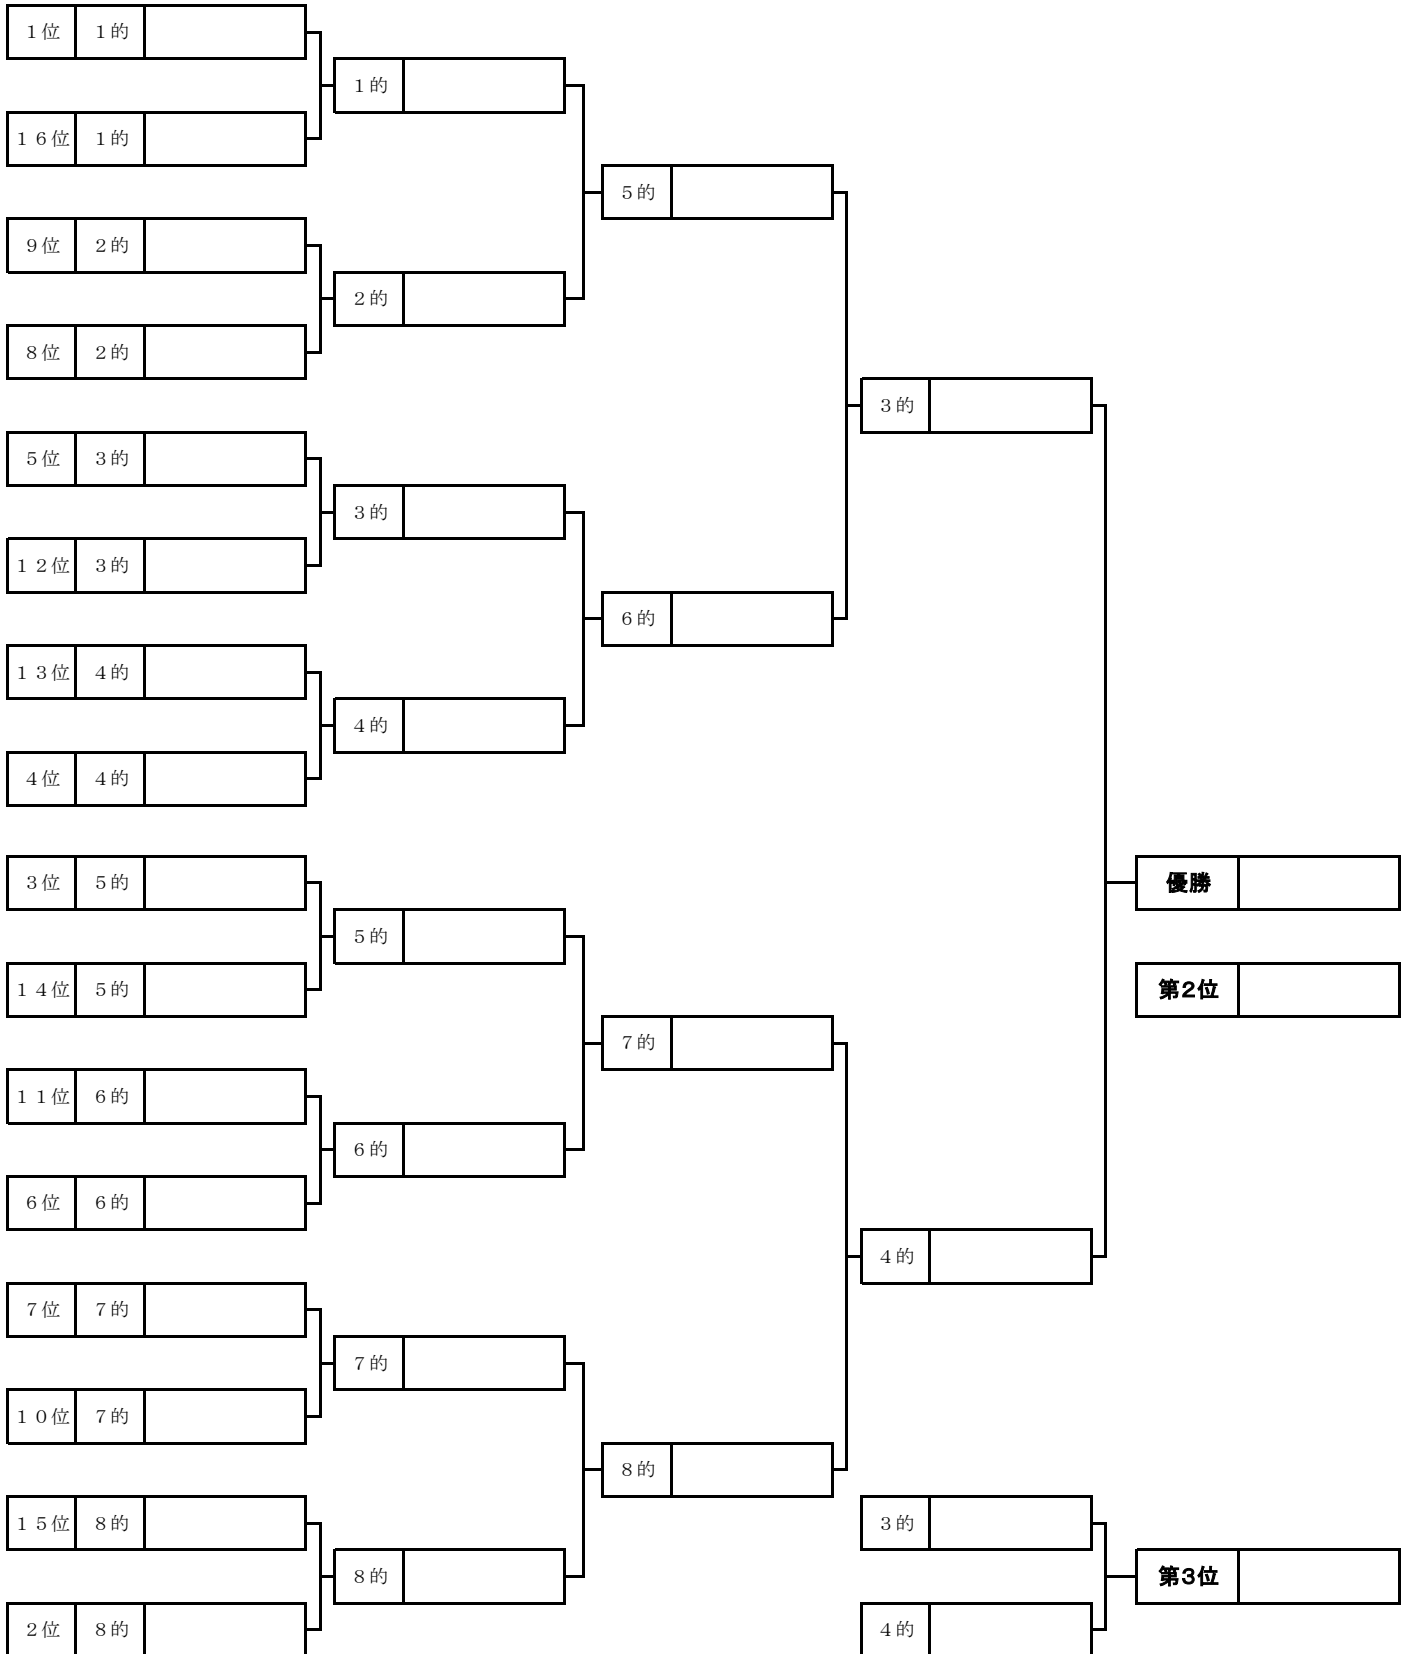 １位 １的
１的
１６位 １的
５的
９位 ２的
２的
８位 ２的
３的
５位 ３的
３的
１２位 ３的
６的
１３位 ４的
４的
４位 ４的
３位 ５的
優勝
５的
１４位 ５的
第2位
７的
１１位 ６的
６的
６位 ６的
４的
７位 ７的
７的
１０位 ７的
８的
１５位 ８的
３的
８的
第3位
２位 ８的
４的